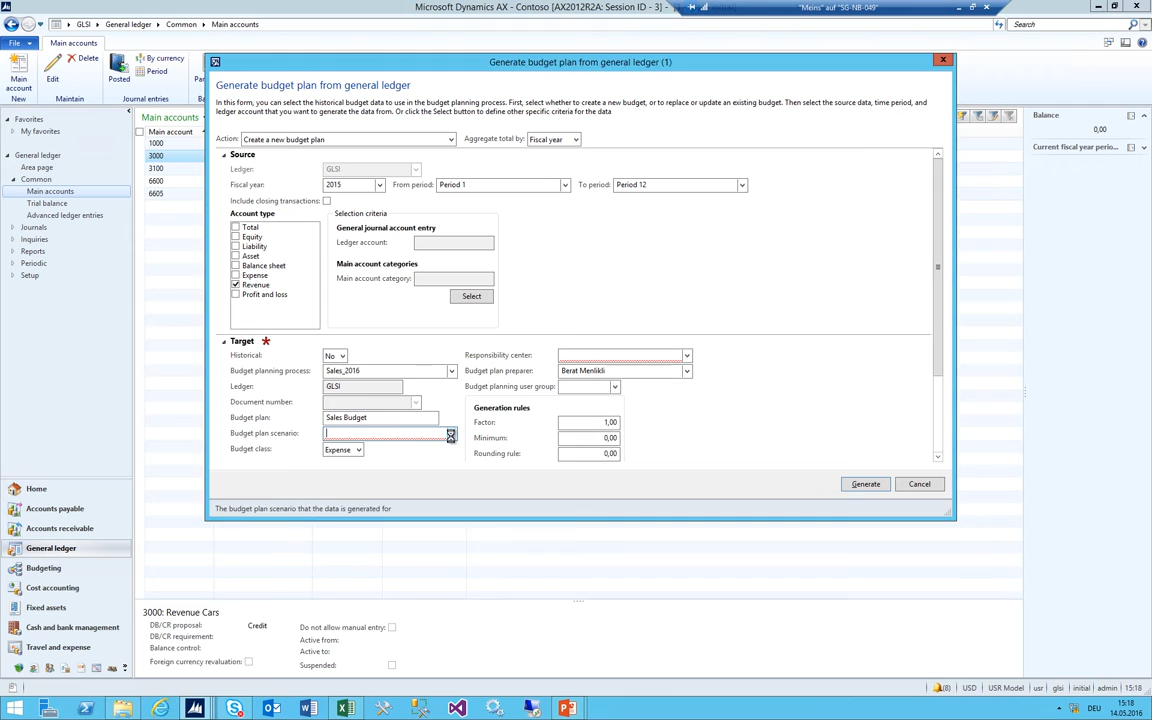 Microsoft Dynamics AX - Contoso [AX2012R2A: Session ID - 3] -
"Meins" auf "SG-NB-049"
GLSI General ledger Common Main accounts
Search
File Main accounts
Main account
New
Edit
Delete
Maintain
Posted
By currency
Period
Journal entries
Favorites
My favorites
General ledger
Area page
Common
Main accounts
Trial balance
Advanced ledger entries
Journals
Inquiries
Reports
Periodic
Setup
Main accounts
Main account
1000
3000
3100
6600
6605
Generate budget plan from general ledger (1)
Generate budget plan from general ledger
In this form, you can select the historical budget data to use in the budget planning process. First, select whether to create a new budget, or to replace or update an existing budget. Then select the source data, time period, and
ledger account that you want to generate the data from. Or click the Select button to define other specific criteria for the data
Action: Create a new budget plan Aggregate total by: Fiscal year
Source
Ledger: GLSI
Fiscal year: 2015 From period: Period 1 To period: Period 12
Include closing transactions:
Account type
Total
Equity
Liability
Asset
Balance sheet
Expense
Revenue
Profit and loss
Selection criteria
General journal account entry
Ledger account:
Main account categories
Main account category:
Select
Target *
Historical: No Responsibility center:
Budget planning process: Sales_2016 Budget plan preparer: Berat Menlikli
Ledger: GLSI Budget planning user group:
Document number:
Budget plan: Sales Budget
Budget plan scenario:
Budget class: Expense
Generation rules
Factor: 1,00
Minimum: 0,00
Rounding rule: 0,00
Generate Cancel
The budget plan scenario that the data is generated for
Balance
0,00
Current fiscal year perio...
Home
Accounts payable
Accounts receivable
General ledger
Budgeting
Cost accounting
Fixed assets
Cash and bank management
Travel and expense
3000: Revenue Cars
DB/CR proposal: Credit
DB/CR requirement:
Balance control:
Foreign currency revaluation:
Do not allow manual entry:
Active from:
Active to:
Suspended:
(8) USD USR Model usr glsi initial admin 15:18
DEU
15:18
14.05.2016